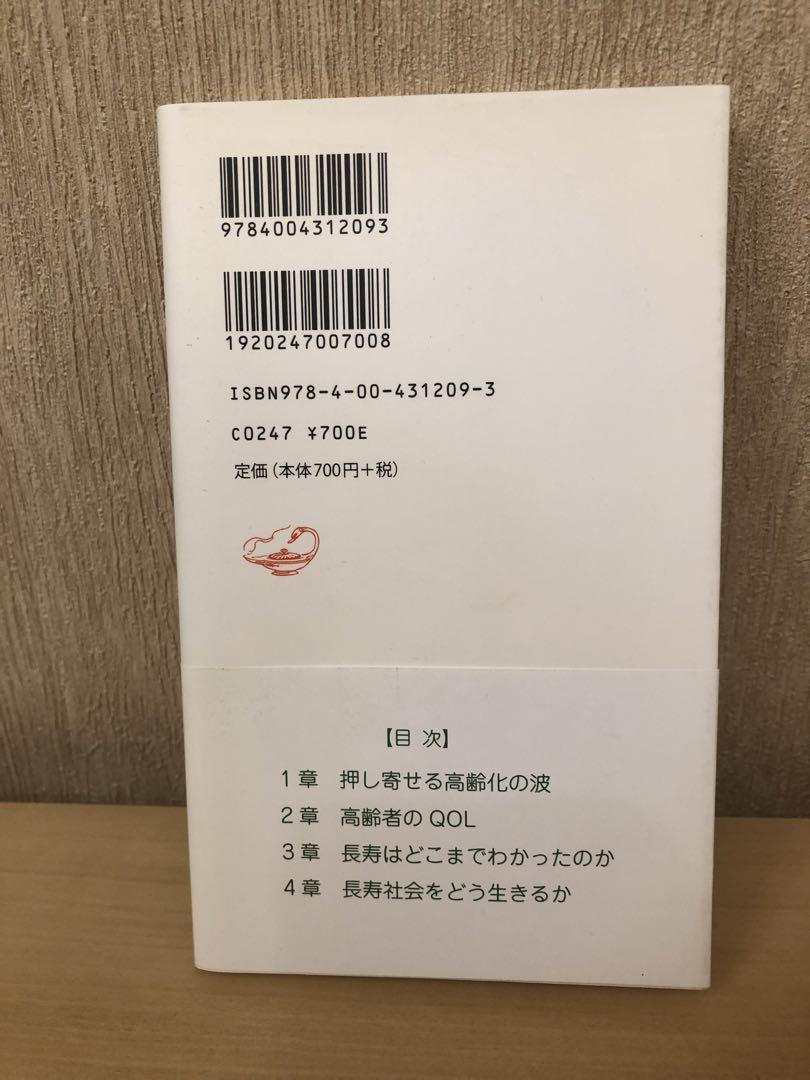 9784004312093
1920247007008
ISBN978-4-00-431209-3
C0247 ¥700E
定価(本体700円+税)
【目 次】
1章 押し寄せる高齢化の波
2章 高齢者のQOL
3章 長寿はどこまでわかったのか
4章 長寿社会をどう生きるか